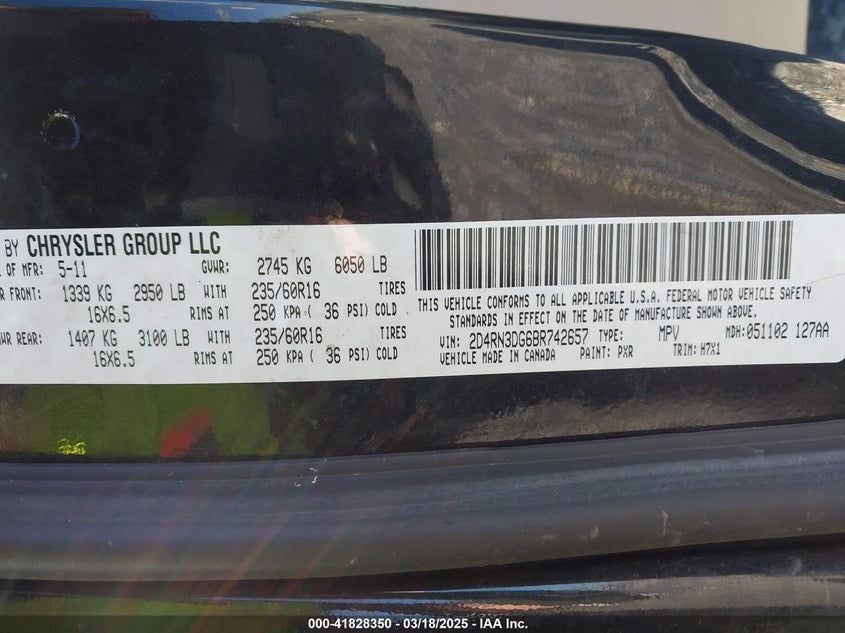 BY CHRYSLER GROUP LLC
OF MFR: 5-11 GVWR: 2745 KG 6050 LB
FRONT: 1339 KG 2950 LB WITH 235/60R16 TIRES
16X6.5 RIMS AT 250 KPA ( 36 PSI) COLD
REAR: 1407 KG 3100 LB WITH 235/60R16 TIRES
16X6.5 RIMS AT 250 KPA ( 36 PSI) COLD
THIS VEHICLE CONFORMS TO ALL APPLICABLE U.S.A. FEDERAL MOTOR VEHICLE SAFETY
STANDARDS IN EFFECT ON THE DATE OF MANUFACTURE SHOWN ABOVE.
VIN: 2D4RN3DG6BR742657 TYPE: MPV MDH: 051102 127AA
VEHICLE MADE IN CANADA PAINT: PXR TRIM: H7X1
000-41828350 - 03/18/2025 - IAA Inc.